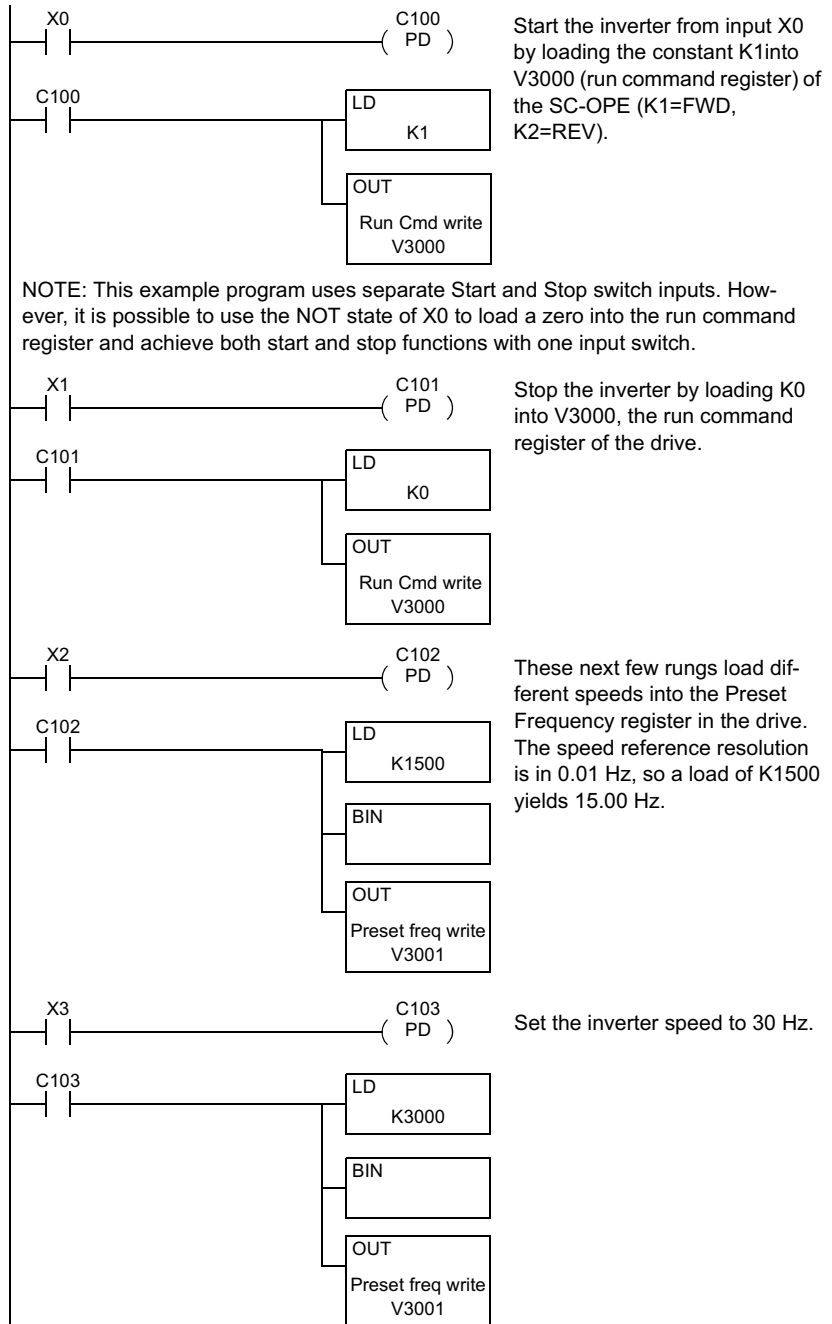 X0
C100
( PD )
Start the inverter from input X0
by loading the constant K1into
V3000 (run command register) of
the SC-OPE (K1=FWD,
K2=REV).
C100
LD
K1
OUT
Run Cmd write
V3000
NOTE: This example program uses separate Start and Stop switch inputs. How-
ever, it is possible to use the NOT state of X0 to load a zero into the run command
register and achieve both start and stop functions with one input switch.
X1
C101
( PD )
Stop the inverter by loading K0
into V3000, the run command
register of the drive.
C101
LD
K0
OUT
Run Cmd write
V3000
X2
C102
( PD )
These next few rungs load dif-
ferent speeds into the Preset
Frequency register in the drive.
The speed reference resolution
is in 0.01 Hz, so a load of K1500
yields 15.00 Hz.
C102
LD
K1500
BIN
OUT
Preset freq write
V3001
X3
C103
( PD )
Set the inverter speed to 30 Hz.
C103
LD
K3000
BIN
OUT
Preset freq write
V3001